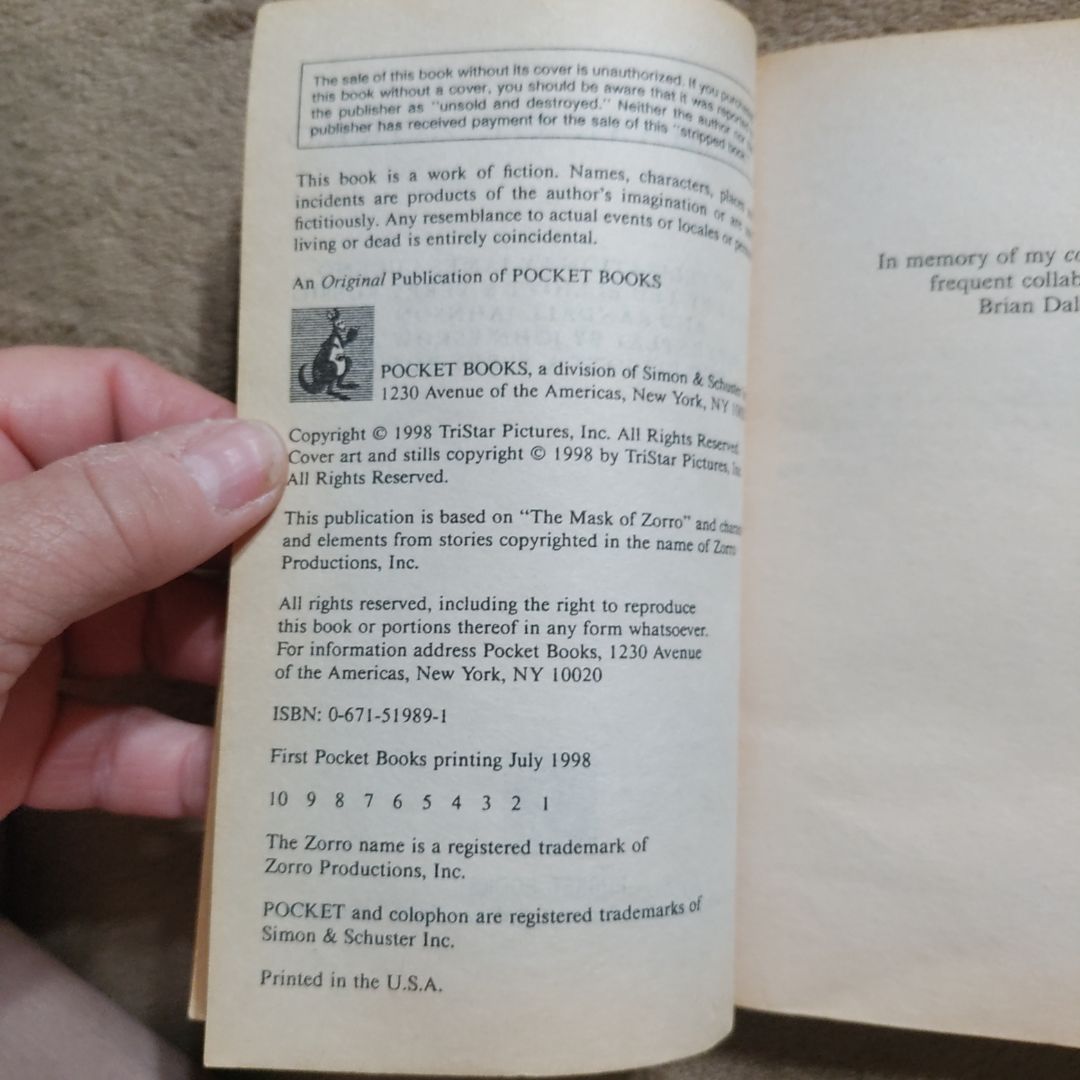 The sale of this book without its cover is unauthorized. If you
this book without a cover, you should be aware that it was reported
the publisher as "unsold and destroyed." Neither the author nor
publisher has received payment for the sale of this "stripped book."
This book is a work of fiction. Names, characters, places
incidents are products of the author's imagination or are
fictitiously. Any resemblance to actual events or locales or
living or dead is entirely coincidental.
An Original Publication of POCKET BOOKS
POCKET BOOKS, a division of Simon & Schuster
1230 Avenue of the Americas, New York, NY
Copyright © 1998 TriStar Pictures, Inc. All Rights Reserved.
Cover art and stills copyright © 1998 by TriStar Pictures, Inc.
All Rights Reserved.
This publication is based on "The Mask of Zorro" and
and elements from stories copyrighted in the name of Zorro
Productions, Inc.
All rights reserved, including the right to reproduce
this book or portions thereof in any form whatsoever.
For information address Pocket Books, 1230 Avenue
of the Americas, New York, NY 10020
ISBN: 0-671-51989-1
First Pocket Books printing July 1998
10 9 8 7 6 5 4 3 2 1
The Zorro name is a registered trademark of
Zorro Productions, Inc.
POCKET and colophon are registered trademarks of
Simon & Schuster Inc.
Printed in the U.S.A.
In memory of my
frequent
Brian